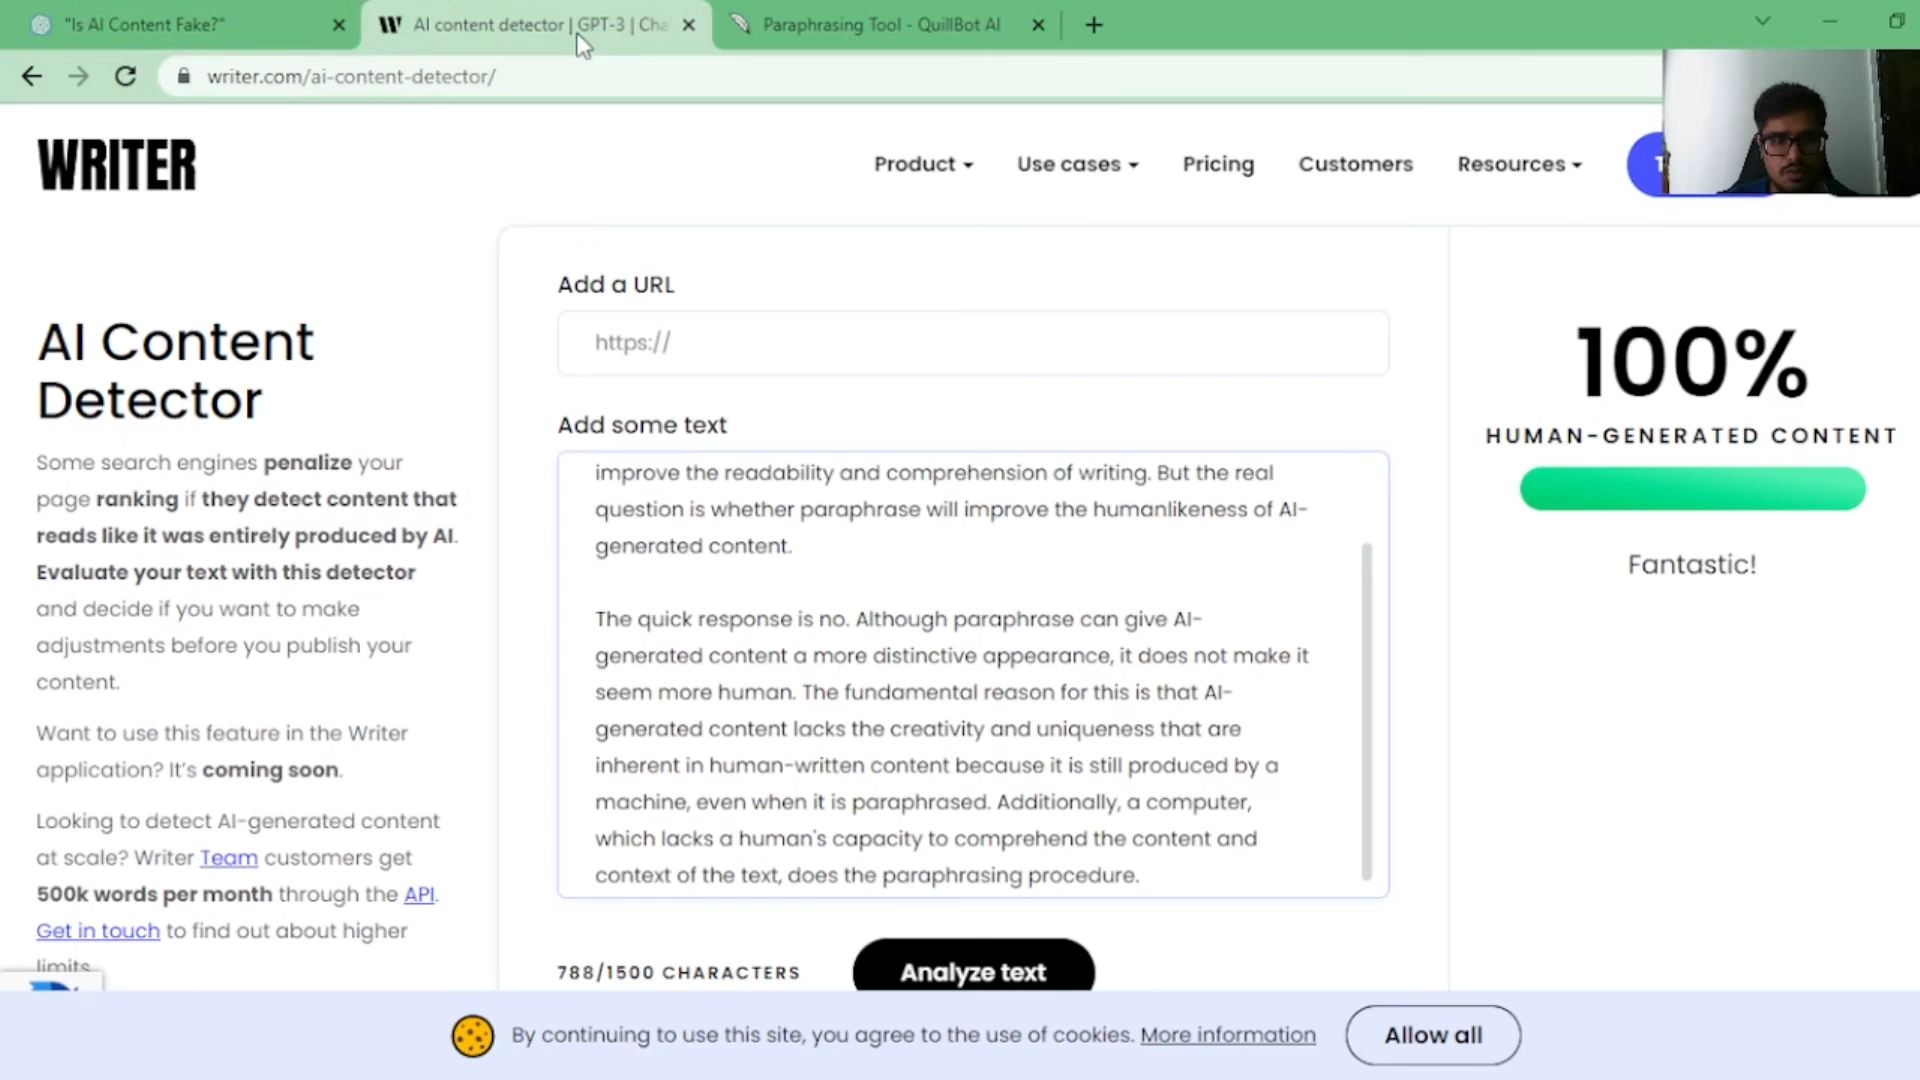 "Is AI Content Fake?"
AI content detector | GPT-3 | Cha
Paraphrasing Tool - QuillBot AI
writer.com/ai-content-detector/
WRITER
Product
Use cases
Pricing
Customers
Resources
AI Content
Detector
Some search engines penalize your
page ranking if they detect content that
reads like it was entirely produced by AI.
Evaluate your text with this detector
and decide if you want to make
adjustments before you publish your
content.
Want to use this feature in the Writer
application? It's coming soon.
Looking to detect AI-generated content
at scale? Writer Team customers get
500k words per month through the API.
Get in touch to find out about higher
limits.
Add a URL
https://
Add some text
improve the readability and comprehension of writing. But the real
question is whether paraphrase will improve the humanlikeness of AI-
generated content.
The quick response is no. Although paraphrase can give AI-
generated content a more distinctive appearance, it does not make it
seem more human. The fundamental reason for this is that AI-
generated content lacks the creativity and uniqueness that are
inherent in human-written content because it is still produced by a
machine, even when it is paraphrased. Additionally, a computer,
which lacks a human's capacity to comprehend the content and
context of the text, does the paraphrasing procedure.
788/1500 CHARACTERS
Analyze text
100%
HUMAN-GENERATED CONTENT
Fantastic!
By continuing to use this site, you agree to the use of cookies. More information
Allow all